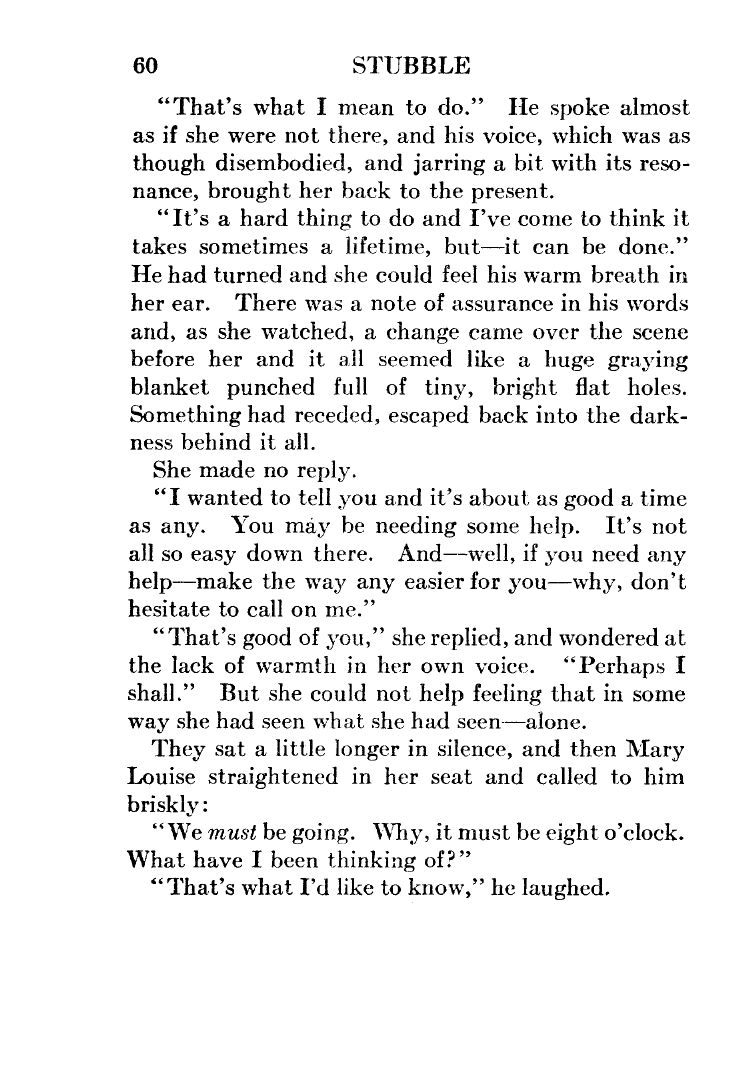 60 STUBBLE
“That’s what I mean to do.” He spoke almost
as if she were not there, and his voice, which was as
though disembodied, and jarring a bit with its reso-
nance, brought her back to the present.
“It’s a hard thing to do and I’ve come to think it
takes sometimes a lifetime, but—it can be done.”
He had turned and she could feel his warm breath in
her ear. There was a note of assurance in his words
and, as she watched, a change came over the scene
before her and it all seemed like a huge graying
blanket punched full of tiny, bright flat holes.
Something had receded, escaped back into the dark-
ness behind it all.
She made no reply.
“I wanted to tell you and it’s about as good a time
as any. You may be needing some help. It’s not
all so easy down there. And—well, if you need any
help—make the way any easier for you—why, don’t
hesitate to call on me.”
“That’s good of you,” she replied, and wondered at
the lack of warmth in her own voice. “Perhaps I
shall.” But she could not help feeling that in some
way she had seen what she had seen—alone.
They sat a little longer in silence, and then Mary
Louise straightened in her seat and called to him
briskly:
“We must be going. Why, it must be eight o’clock.
What have I been thinking of?”
“That’s what I’d like to know,” he laughed.